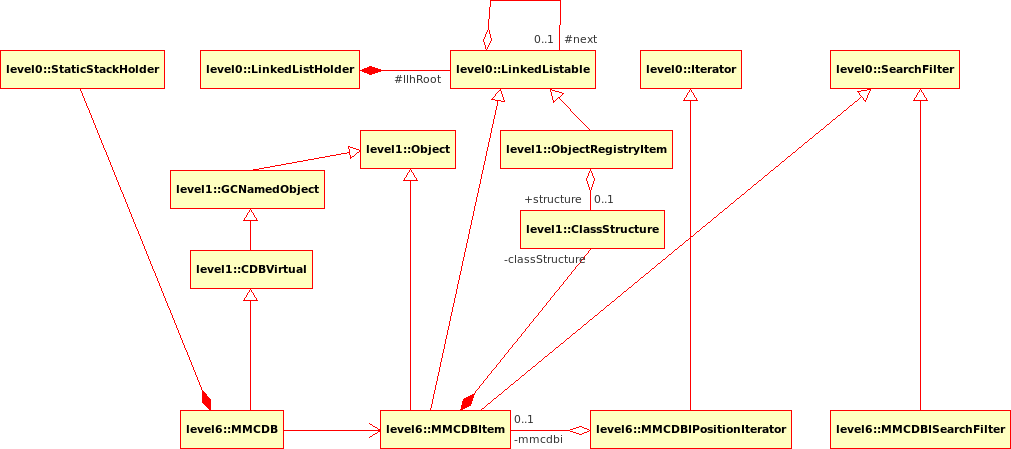 0..1 #next
level0::StaticStackHolder level0::LinkedListHolder level0::LinkedListable level0::Iterator level0::SearchFilter
#llhRoot
level1::Object level1::ObjectRegistryItem
level1::GCNamedObject
+structure 0..1
level1::ClassStructure
-classStructure
level1::CDBVirtual
0..1
level6::MMCDB level6::MMCDBItem level6::MMCDBIPositionIterator level6::MMCDBISearchFilter
-mmcdbi